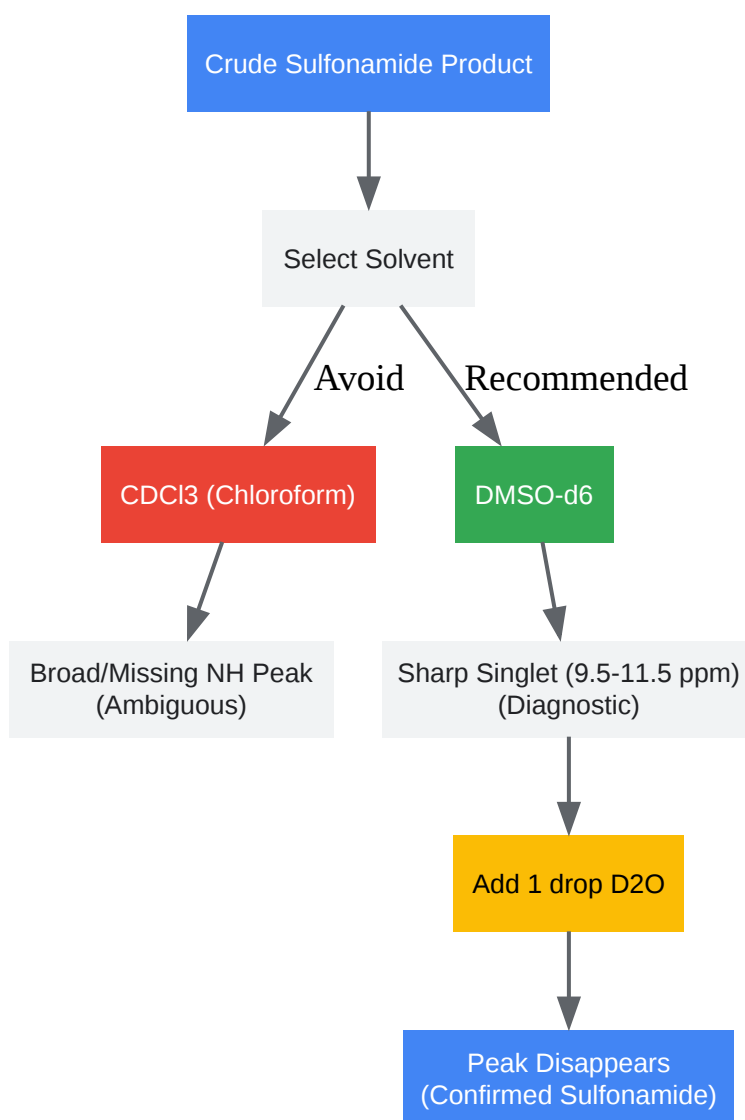 Crude Sulfonamide Product
Select Solvent
Avoid
Recommended
CDCl3 (Chloroform)
DMSO-d6
Broad/Missing NH Peak
(Ambiguous)
Sharp Singlet (9.5-11.5 ppm)
(Diagnostic)
Add 1 drop D2O
Peak Disappears
(Confirmed Sulfonamide)